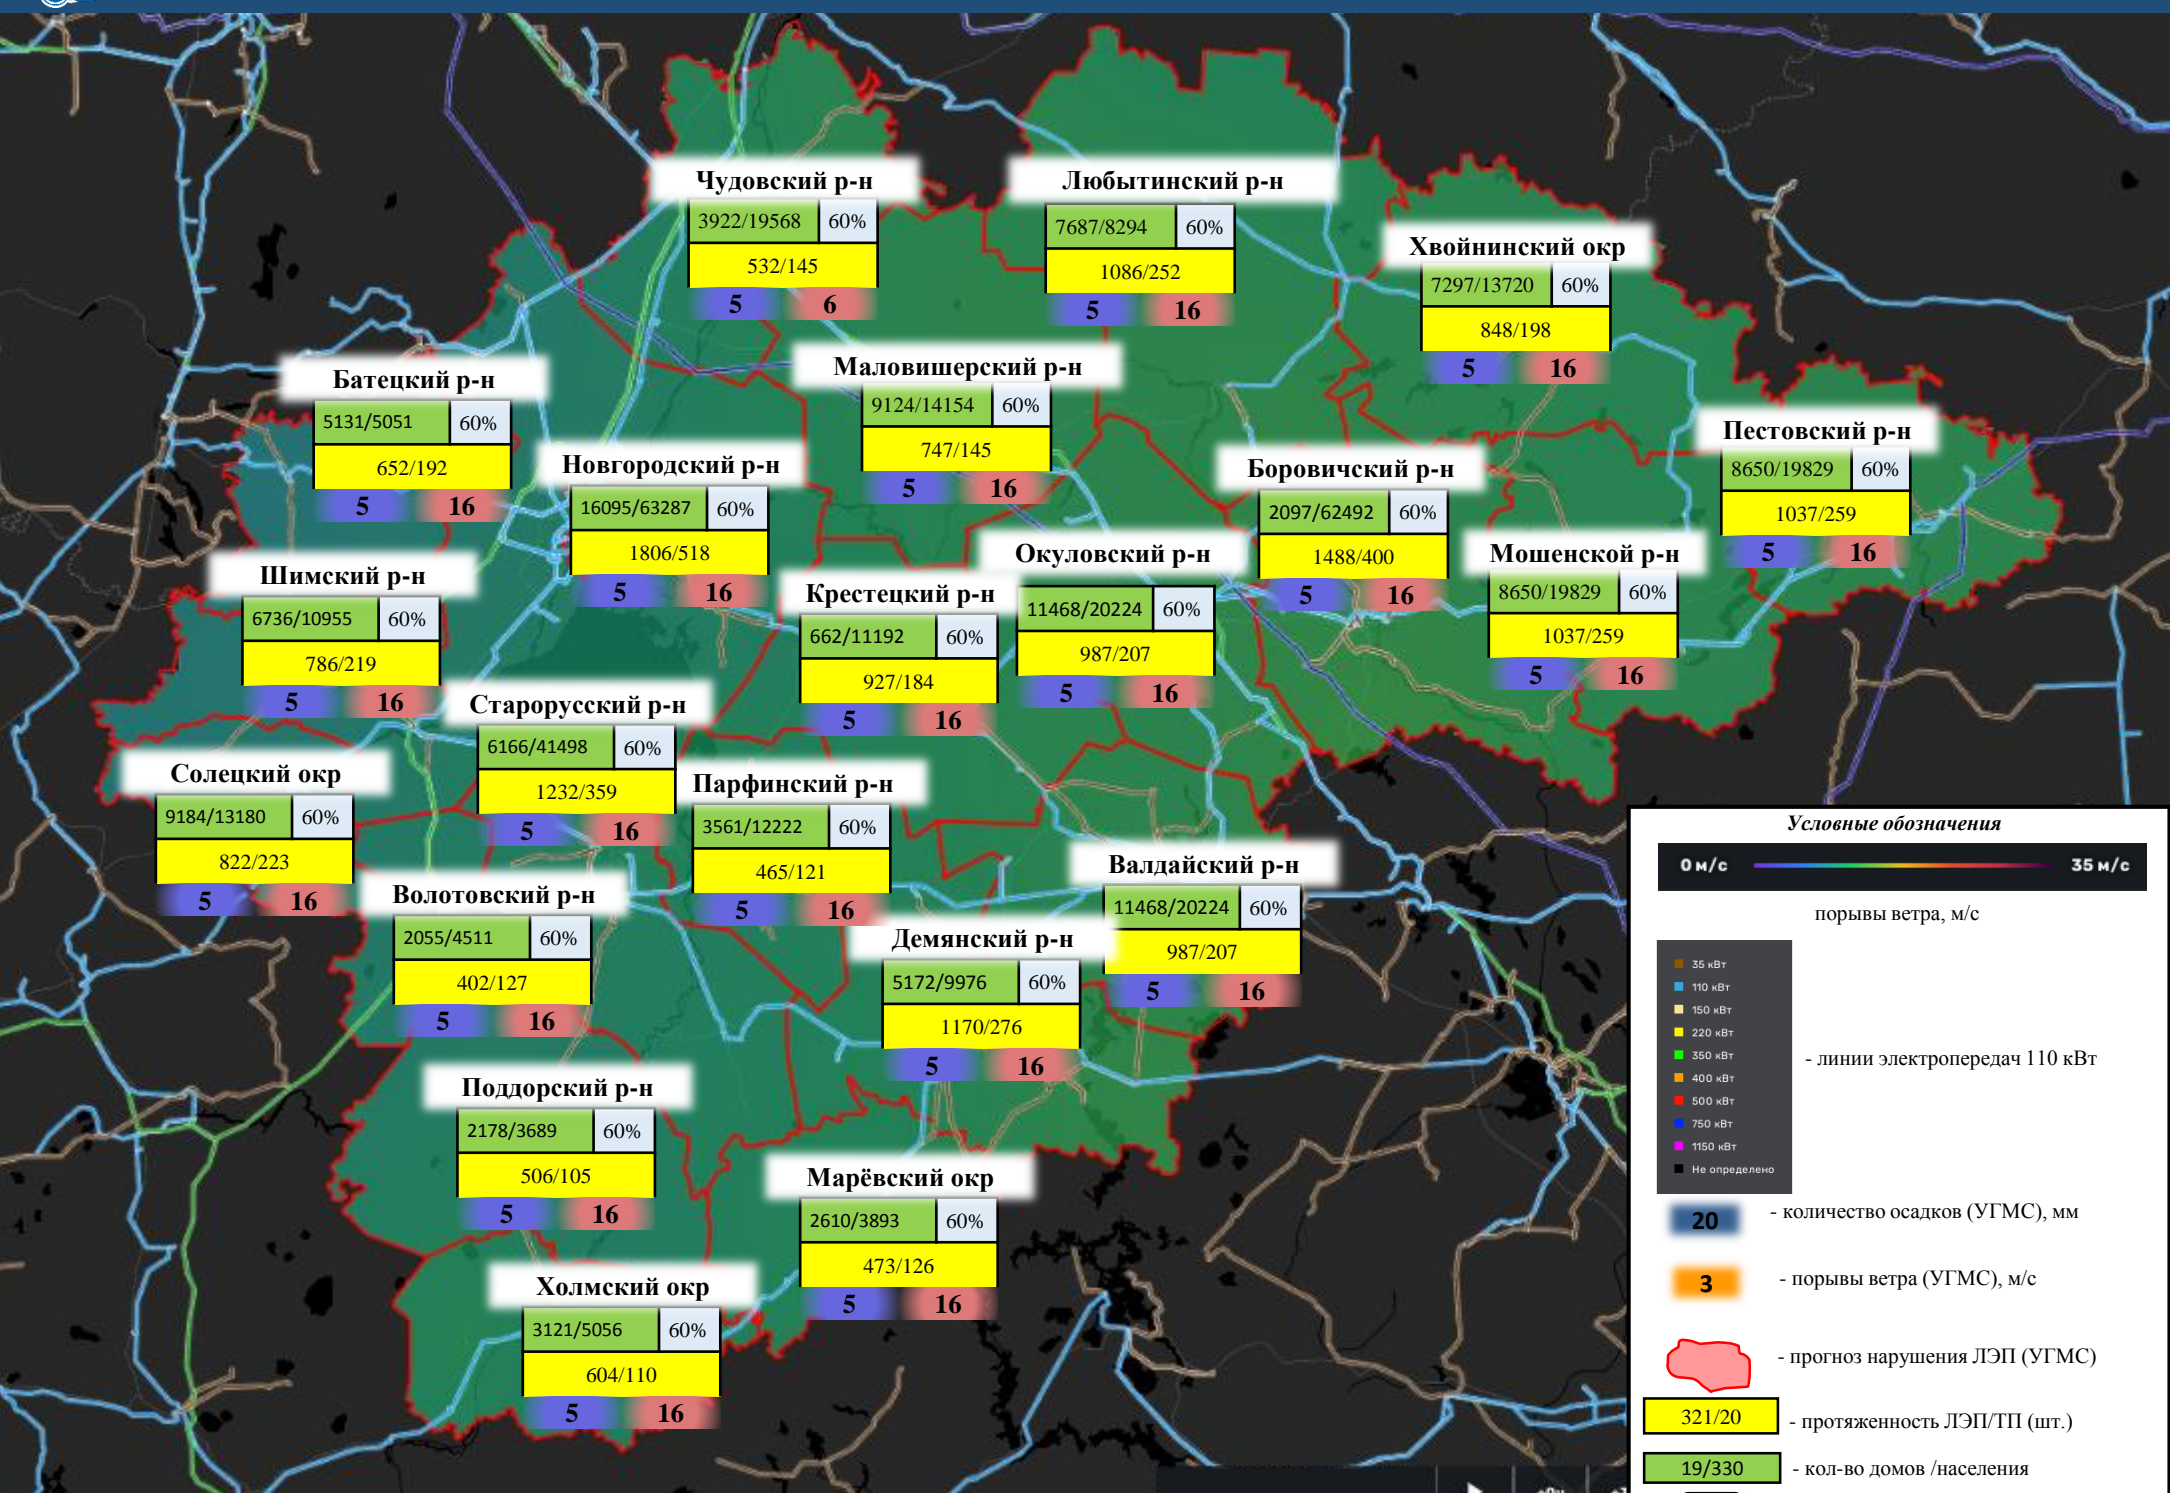 Чудовский р-н
3922/19568 60%
532/145
5 6
Любытинский р-н
7687/8294 60%
1086/252
5 16
Хвойнинский окр
7297/13720 60%
848/198
5 16
Батецкий р-н
5131/5051 60%
652/192
5 16
Маловишерский р-н
9124/14154 60%
747/145
5 16
Новгородский р-н
16095/63287 60%
1806/518
5 16
Боровичский р-н
2097/62492 60%
1488/400
5 16
Пестовский р-н
8650/19829 60%
1037/259
5 16
Шимский р-н
6736/10955 60%
786/219
5 16
Крестецкий р-н
662/11192 60%
927/184
5 16
Окуловский р-н
11468/20224 60%
987/207
5 16
Мошенской р-н
8650/19829 60%
1037/259
5 16
Старорусский р-н
6166/41498 60%
1232/359
5 16
Солецкий окр
9184/13180 60%
822/223
5 16
Парфинский р-н
3561/12222 60%
465/121
5 16
Волотовский р-н
2055/4511 60%
402/127
5 16
Валдайский р-н
11468/20224 60%
987/207
5 16
Демянский р-н
5172/9976 60%
1170/276
5 16
Поддорский р-н
2178/3689 60%
506/105
5 16
Марёвский окр
2610/3893 60%
473/126
5 16
Холмский окр
3121/5056 60%
604/110
5 16
Условные обозначения
0 м/с 35 м/с
порывы ветра, м/с
35 кВт
110 кВт
150 кВт
220 кВт
350 кВт
400 кВт
500 кВт
750 кВт
1150 кВт
Не определено
- линии электропередач 110 кВт
20 - количество осадков (УГМС), мм
3 - порывы ветра (УГМС), м/с
- прогноз нарушения ЛЭП (УГМС)
321/20 - протяженность ЛЭП/ТП (шт.)
19/330 - кол-во домов /населения